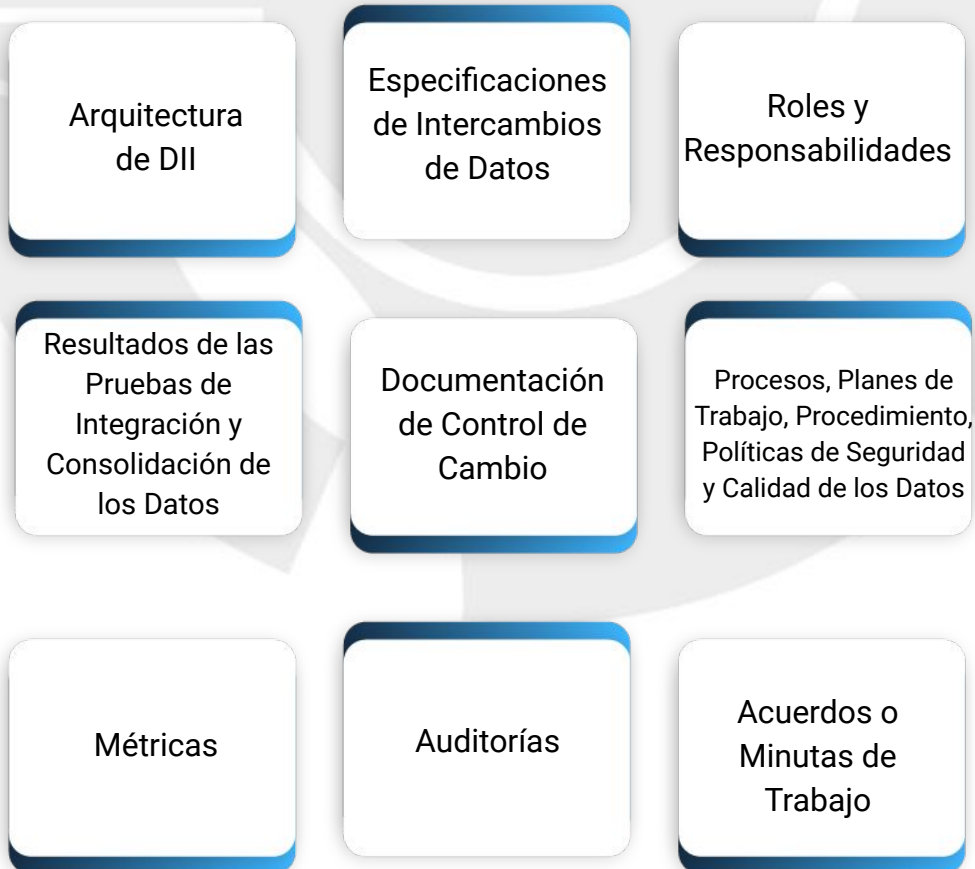 Arquitectura
de DII
Especificaciones
de Intercambios
de Datos
Roles y
Responsabilidades
Resultados de las
Pruebas de
Integración y
Consolidación de
los Datos
Documentación
de Control de
Cambio
Procesos, Planes de
Trabajo, Procedimiento,
Políticas de Seguridad
y Calidad de los Datos
Métricas
Auditorías
Acuerdos o
Minutas de
Trabajo